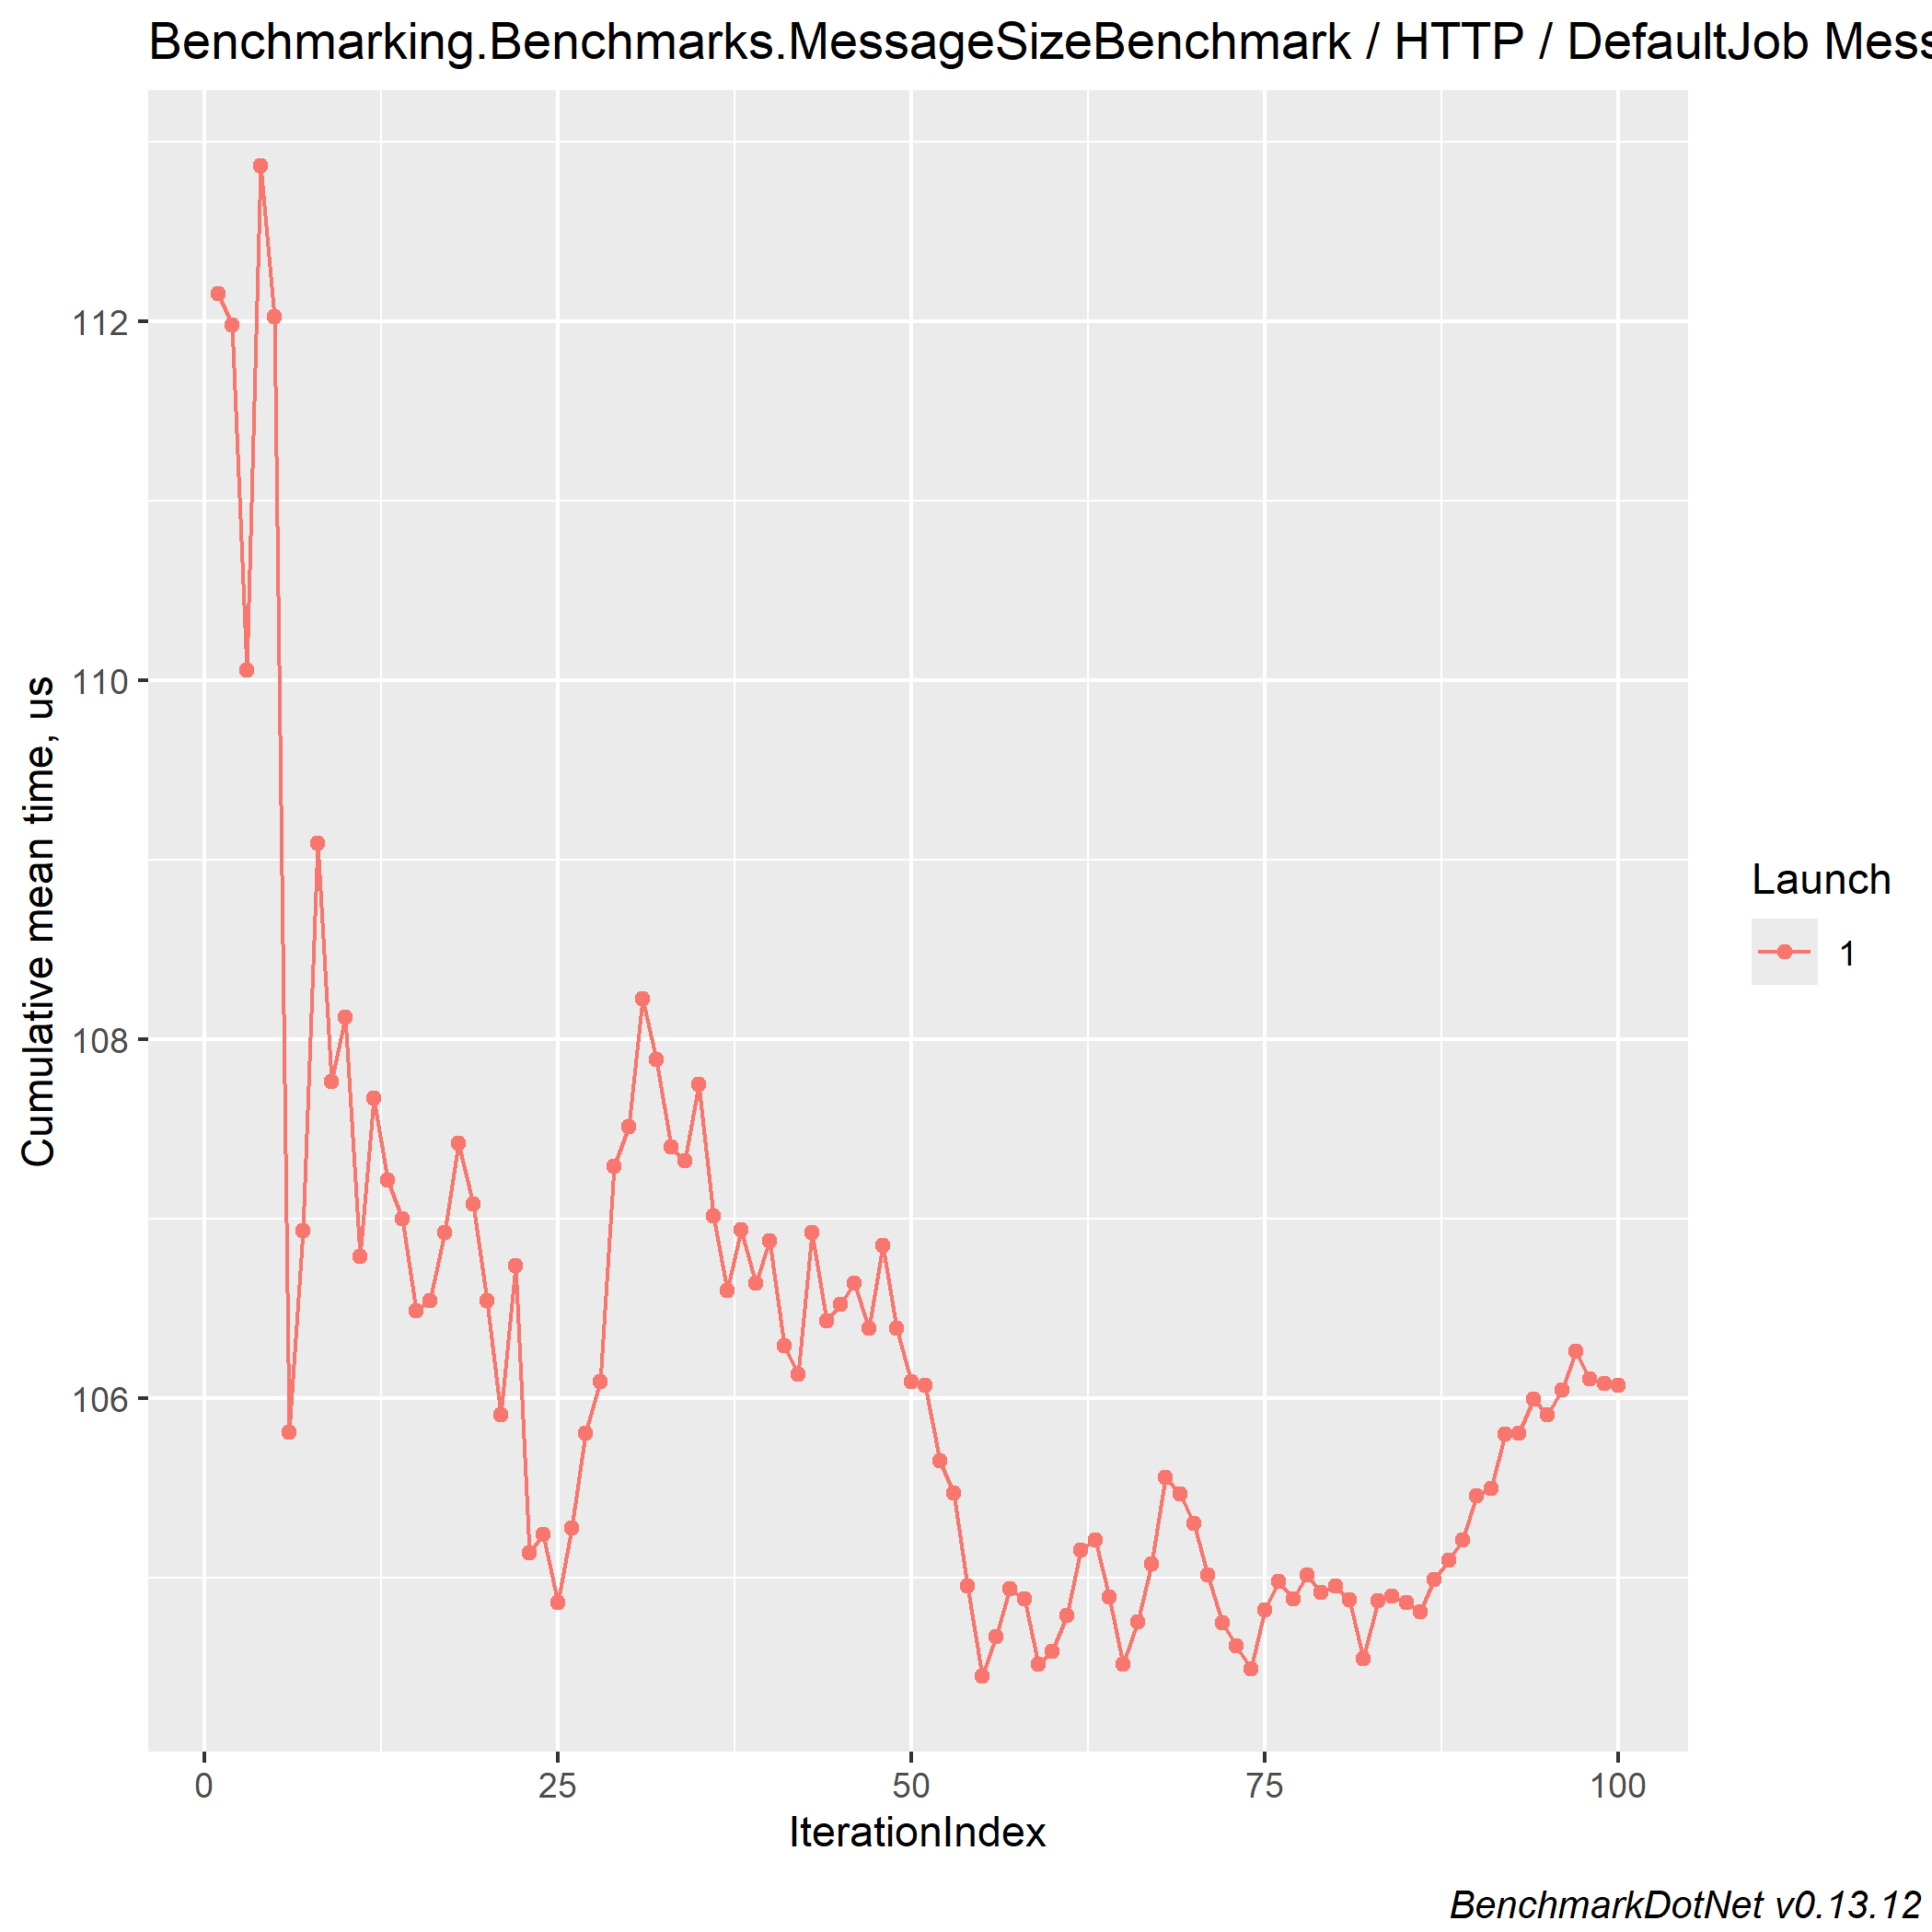 Benchmarking.Benchmarks.MessageSizeBenchmark / HTTP / DefaultJob Mess
112
110
108
106
Cumulative mean time, us
0 25 50 75 100
IterationIndex
Launch
1
BenchmarkDotNet v0.13.12